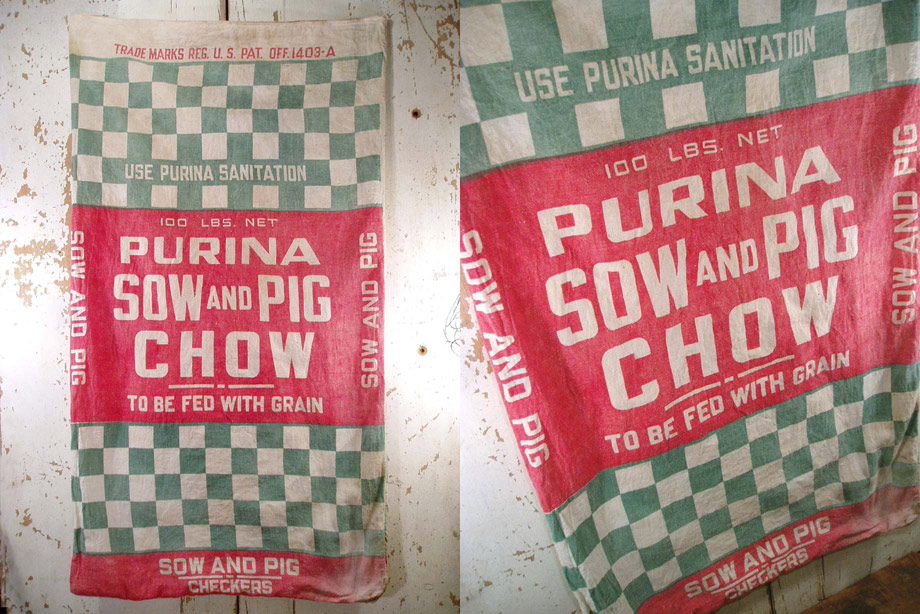 TRADE MARKS REG. U. S. PAT. OFF. 1403-A
USE PURINA SANITATION
100 LBS. NET
PURINA
SOW AND PIG
CHOW
TO BE FED WITH GRAIN
SOW AND PIG
SOW AND PIG
SOW AND PIG
CHECKERS
USE PURINA SANITATION
100 LBS. NET
PURINA
SOW AND PIG
CHOW
TO BE FED WITH GRAIN
SOW AND PIG
SOW AND PIG
SOW AND PIG
CHECKERS